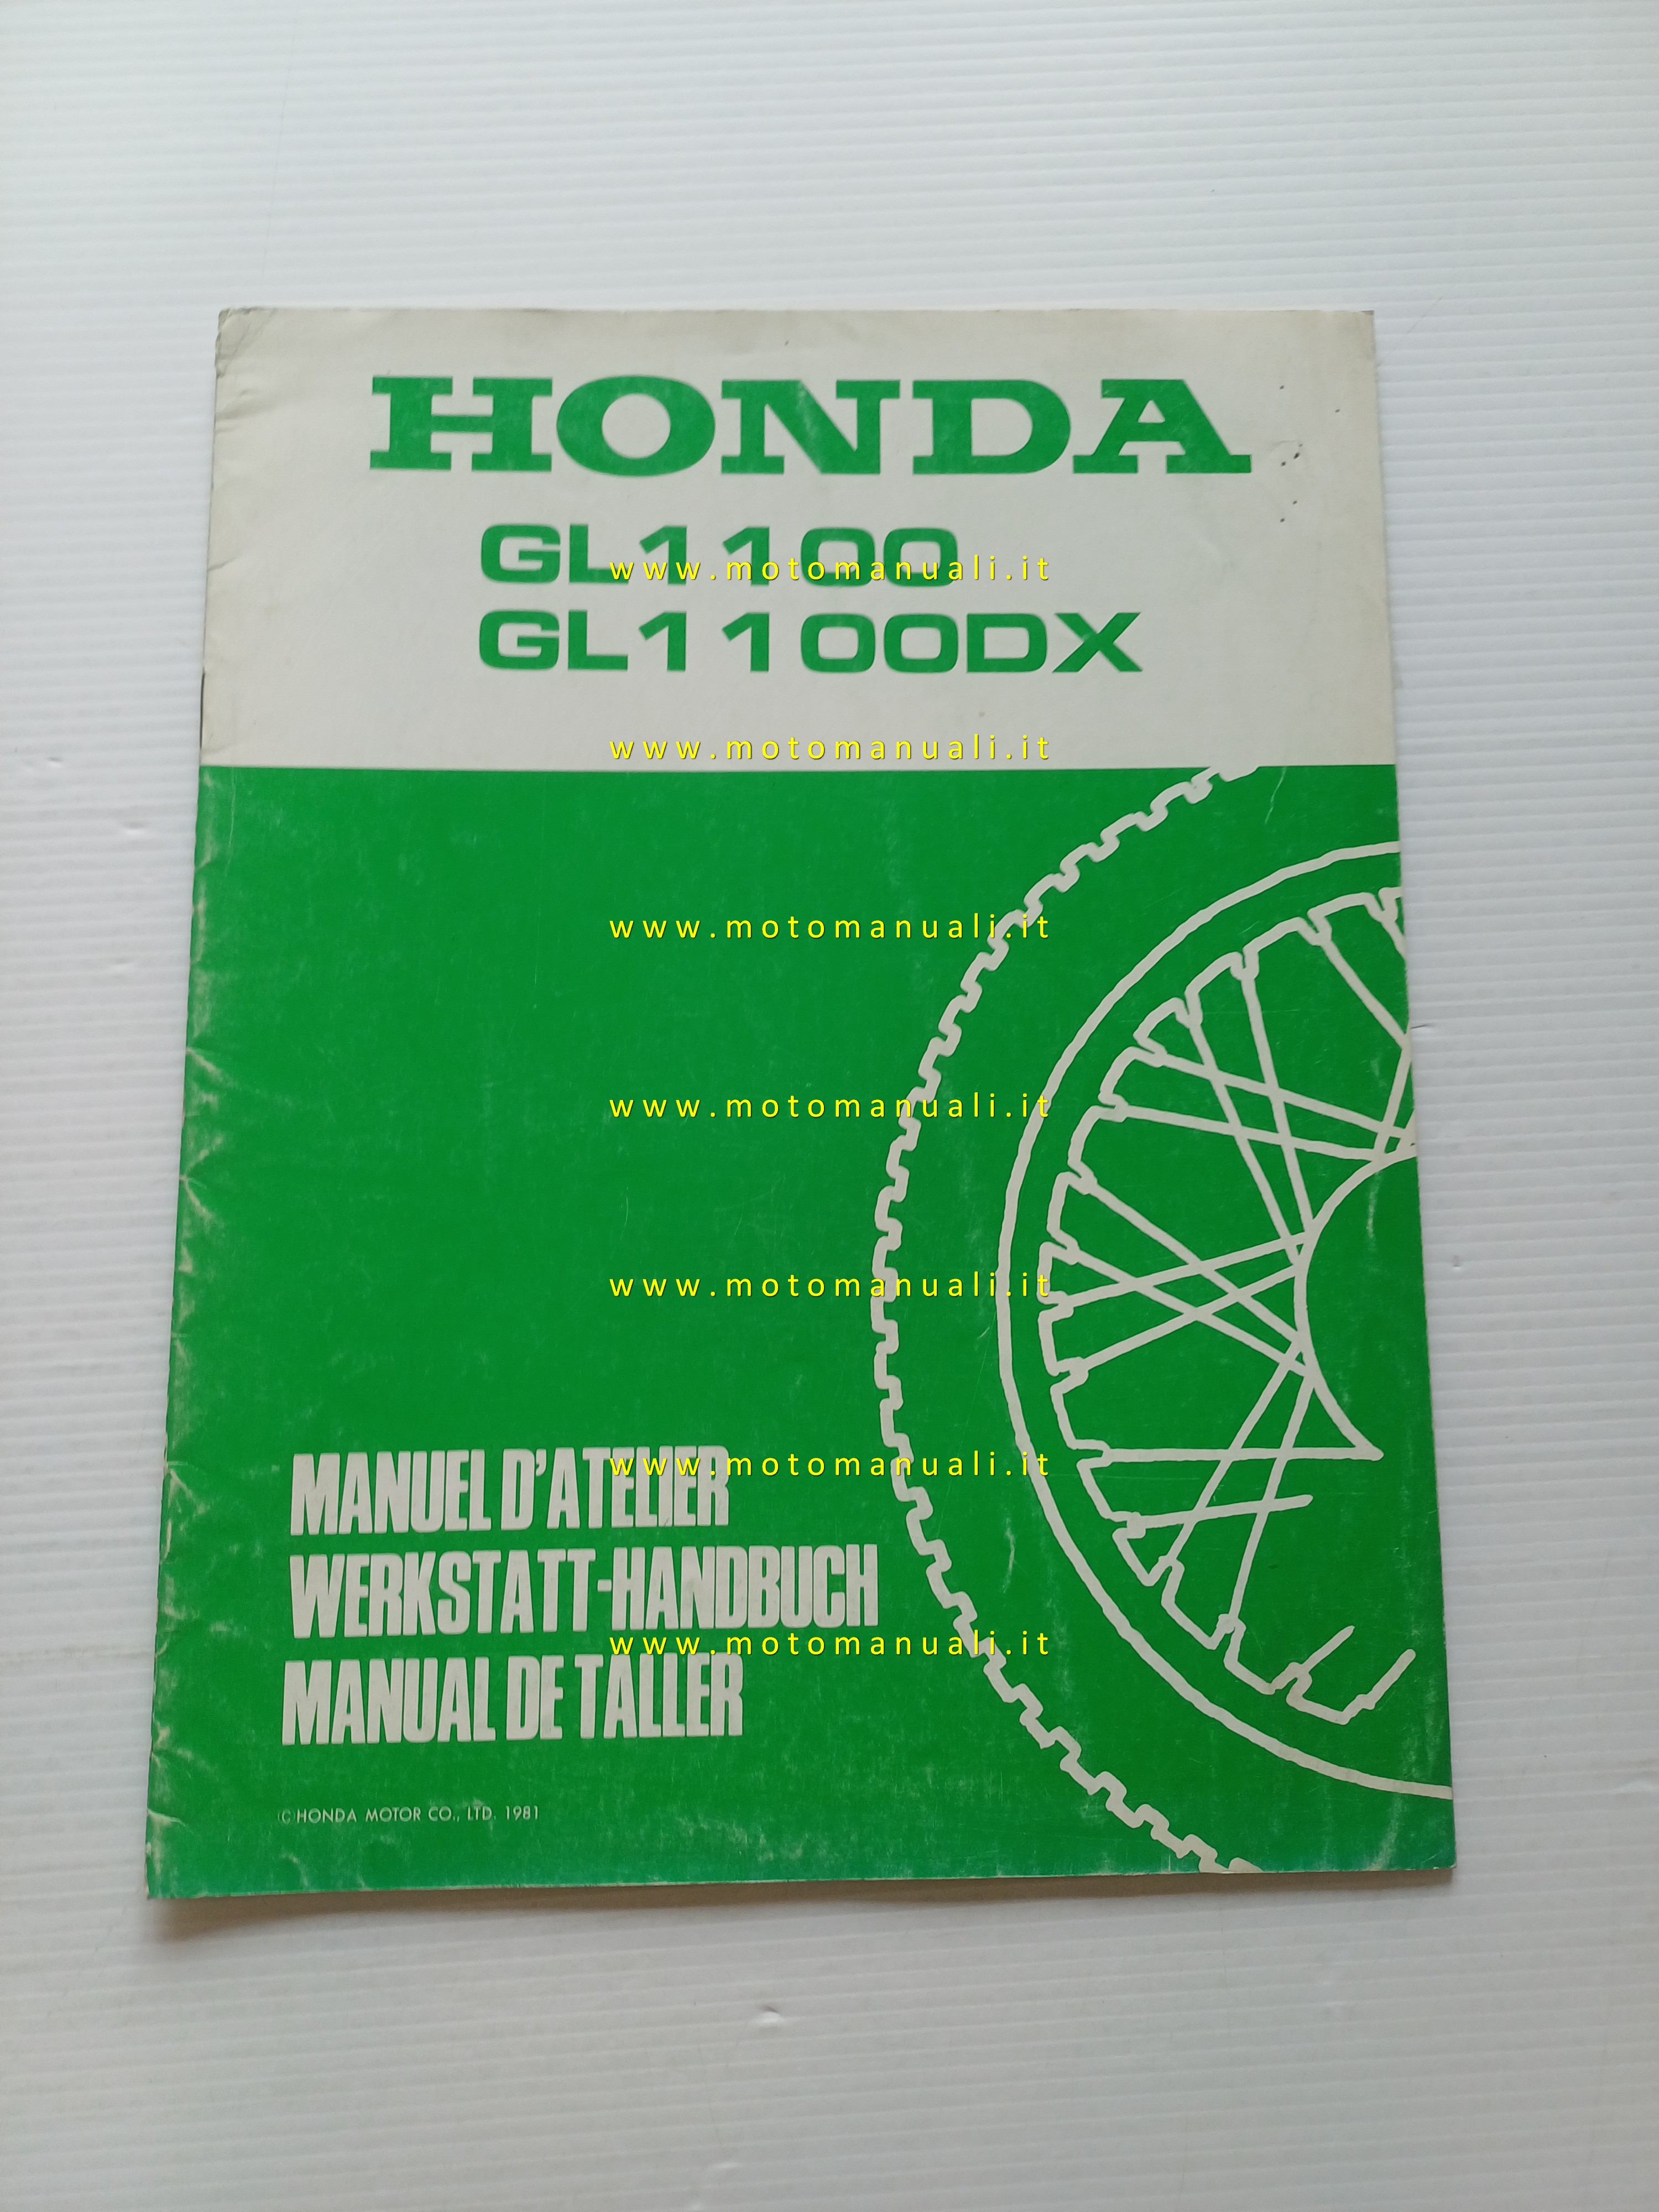 HONDA
GL1100
www.motomanuali.it
GL1100DX
www.motomanuali.it
www.motomanuali.it
www.motomanuali.it
www.motomanuali.it
MANUEL D'ATELIER
www.motomanuali.it
WERKSTATT-HANDBUCH
www.motomanuali.it
MANUAL DE TALLER
© HONDA MOTOR CO., LTD. 1981